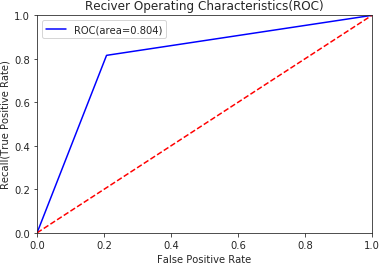 Reciver Operating Characteristics(ROC)
ROC(area=0.804)
Recall(True Positive Rate)
1.0
0.8
0.6
0.4
0.2
0.0
0.0 0.2 0.4 0.6 0.8 1.0
False Positive Rate